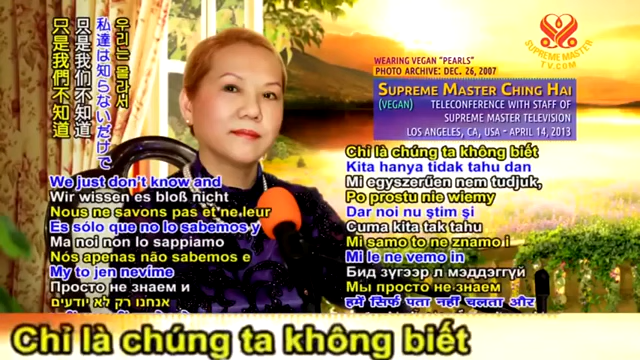 우리는 몰라서
私達は知らないだけで
只是我们不知道
只是我們不知道
SUPREME MASTER
TV.COM
WEARING VEGAN "PEARLS"
PHOTO ARCHIVE: DEC. 26, 2007
SUPREME MASTER CHING HAI
(VEGAN) TELECONFERENCE WITH STAFF OF
SUPREME MASTER TELEVISION
LOS ANGELES, CA, USA - APRIL 14, 2013
We just don't know and
Wir wissen es bloß nicht
Nous ne savons pas et ne leur
Es sólo que no lo sabemos y
Ma noi non lo sappiamo
Nós apenas não sabemos e
My to jen nevíme
Просто не знаем и
אנחנו רק לא יודעים
Chỉ là chúng ta không biết
Kita hanya tidak tahu dan
Mi egyszerűen nem tudjuk,
Po prostu nie wiemy
Dar noi nu ştim şi
Cuma kita tak tahu
Mi samo to ne znamo i
Mi le ne vemo in
Бид зүгээр л мэддэггүй
Мы просто не знаем
हमें सिर्फ पता नहीं चलता और
Chỉ là chúng ta không biết